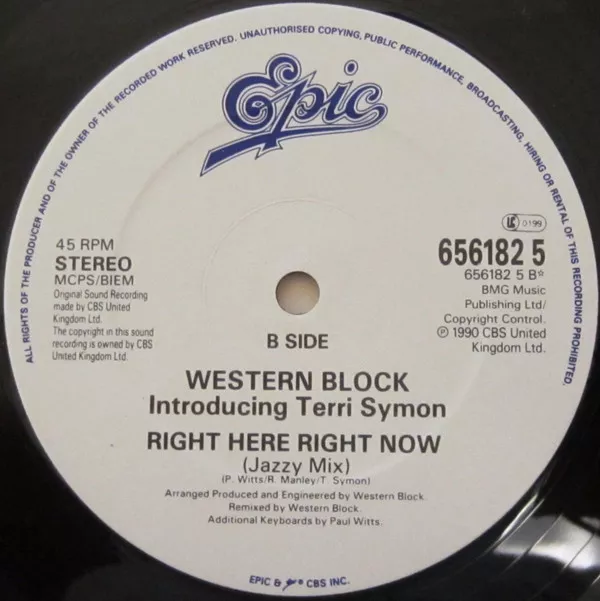 ALL RIGHTS OF THE PRODUCER AND OF THE OWNER OF THE RECORDED WORK RESERVED. UNAUTHORISED COPYING, PUBLIC PERFORMANCE, BROADCASTING, HIRING OR RENTAL OF THIS RECORDING PROHIBITED.
Epic
45 RPM
STEREO
MCPS/BIEM
Original Sound Recording
made by CBS United
Kingdom Ltd.
The copyright in this sound
recording is owned by CBS
United Kingdom Ltd.
LC 0199
656182 5
656182 5 B*
BMG Music
Publishing Ltd/
Copyright Control.
℗ 1990 CBS United
Kingdom Ltd.
B SIDE
WESTERN BLOCK
Introducing Terri Symon
RIGHT HERE RIGHT NOW
(Jazzy Mix)
(P. Witts/R. Manley/T. Symon)
Arranged Produced and Engineered by Western Block.
Remixed by Western Block.
Additional Keyboards by Paul Witts.
EPIC & ® CBS INC.